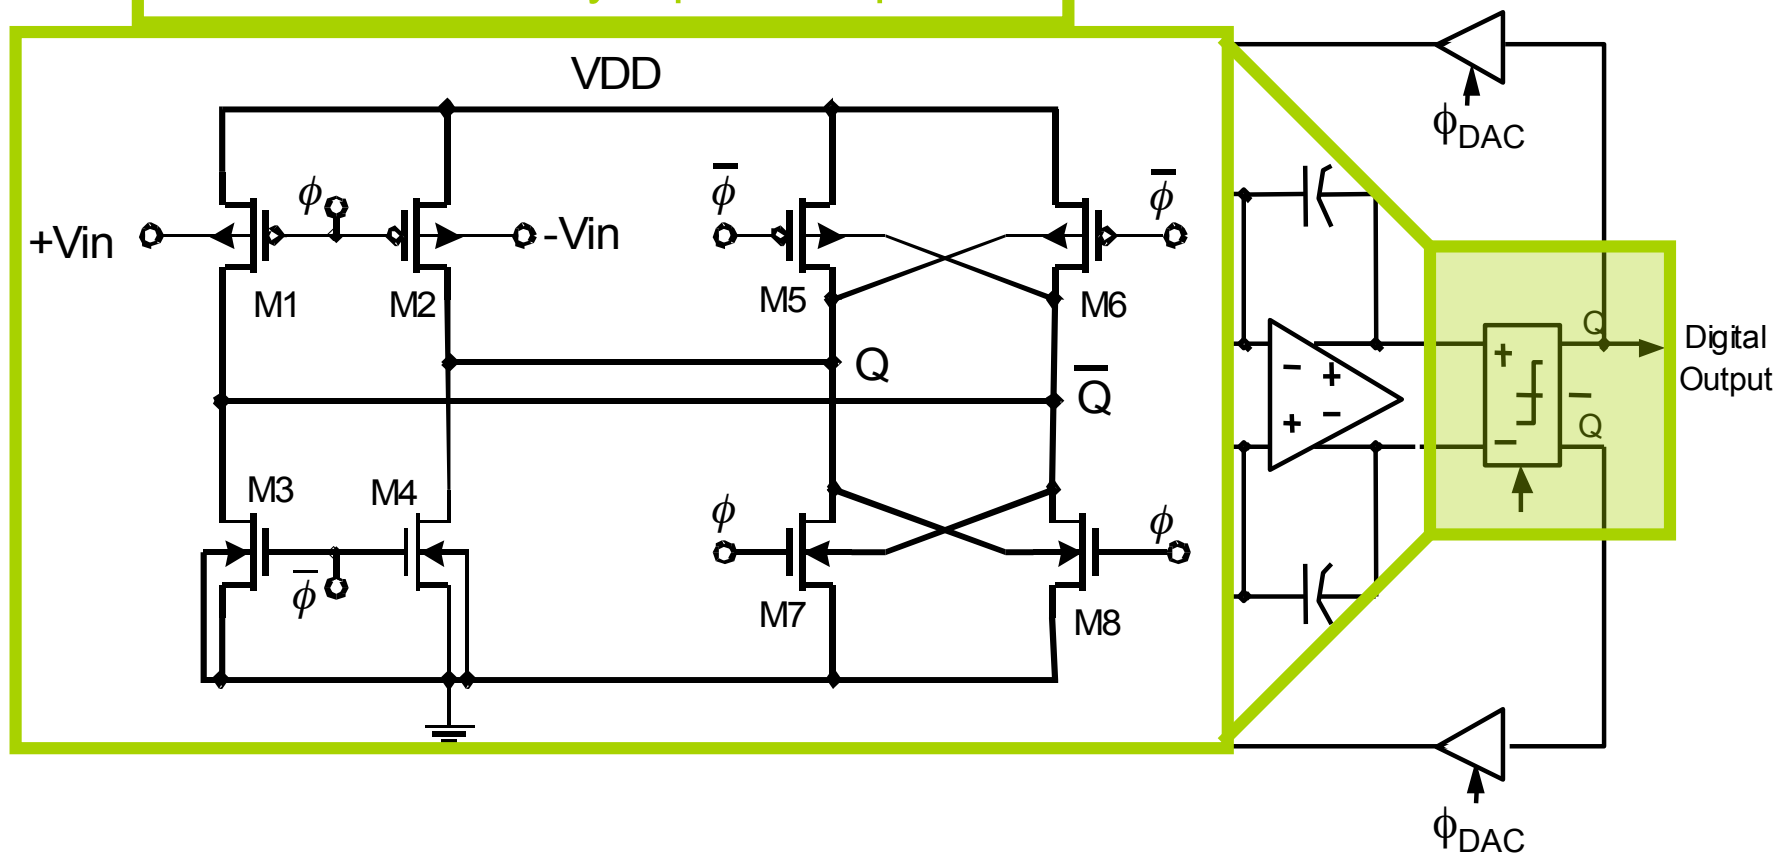 VDD
ϕ
ϕ̅
ϕ̅
+Vin
-Vin
M1
M2
M5
M6
Q
Q̅
M3
M4
ϕ
ϕ
ϕ̅
M7
M8
ϕDAC
Q
+
-
+
+
−
−
Q̅
Digital
Output
ϕDAC